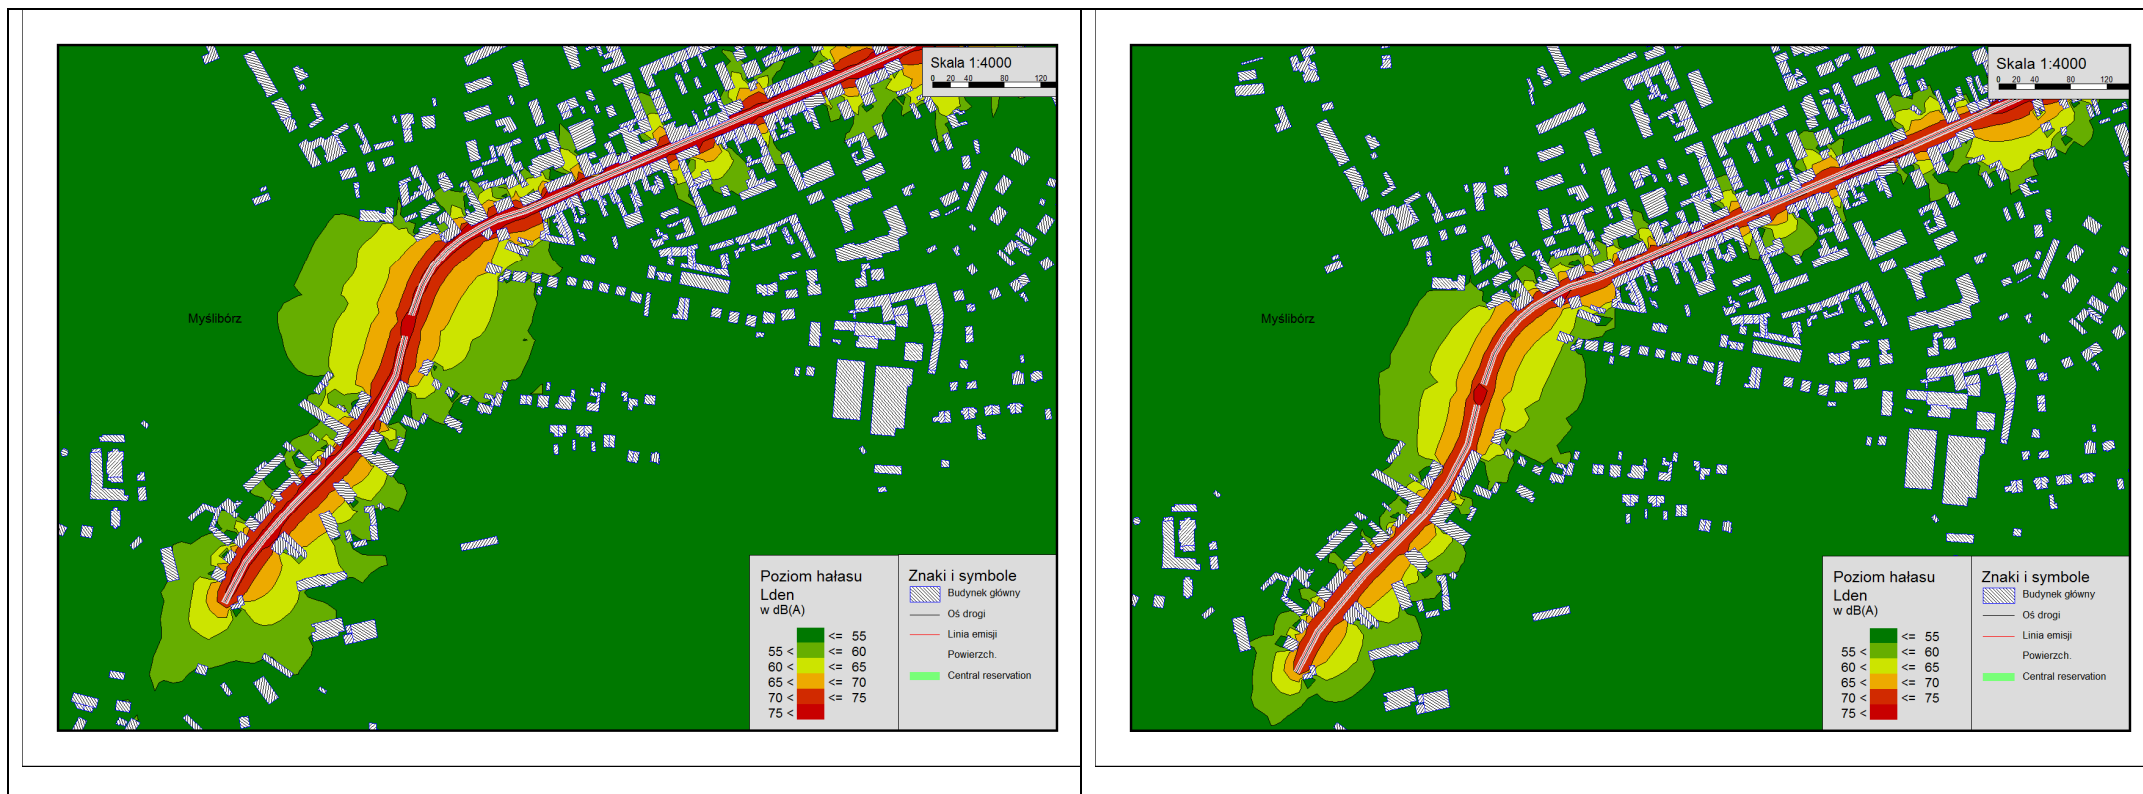 Skala 1:4000
0 20 40 80 120
Myślibórz
Poziom hałasu
Lden
w dB(A)
<= 55
55 < <= 60
60 < <= 65
65 < <= 70
70 < <= 75
75 <
Znaki i symbole
Budynek główny
Oś drogi
Linia emisji
Powierzch.
Central reservation
Skala 1:4000
0 20 40 80 120
Myślibórz
Poziom hałasu
Lden
w dB(A)
<= 55
55 < <= 60
60 < <= 65
65 < <= 70
70 < <= 75
75 <
Znaki i symbole
Budynek główny
Oś drogi
Linia emisji
Powierzch.
Central reservation